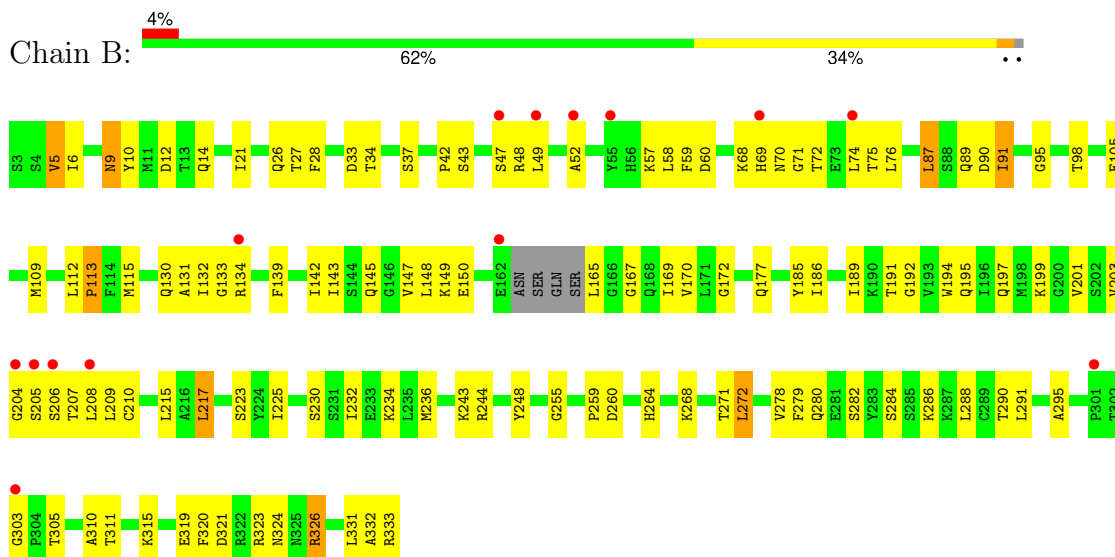 4%
Chain B:
62% 34% • •
S3 S4 V5 I6 N9 Y10 M11 D12 T13 Q14 I21 Q26 T27 F28 D33 T34 S37 P42 S43 S47 R48 L49 A52 Y55 H56 K57 L58 F59 D60 K68 H69 N70 G71 T72 E73 L74 T75 L76 L87 S88 Q89 D90 I91 G95 T98 E105
M109 L112 P113 F114 M115 Q130 A131 I132 G133 R134 F139 I142 I143 S144 Q145 G146 V147 L148 K149 E150 E162 ASN SER GLN SER L165 G166 G167 Q168 I169 V170 L171 G172 Q177 Y185 I186 I189 K190 T191 G192 V193 W194 Q195 I196 Q197 M198 K199 G200 V201 S202 V203
G204 S205 S206 T207 L208 L209 C210 L215 A216 L217 S223 Y224 I225 S230 S231 I232 E233 K234 L235 M236 K243 R244 Y248 G255 P259 D260 H264 K268 T271 L272 V278 F279 Q280 E281 S282 Y283 S284 S285 K286 K287 L288 C289 T290 L291 A295 P301 T302
G303 P304 T305 A310 T311 K315 E319 F320 D321 R322 R323 N324 N325 R326 L331 A332 R333